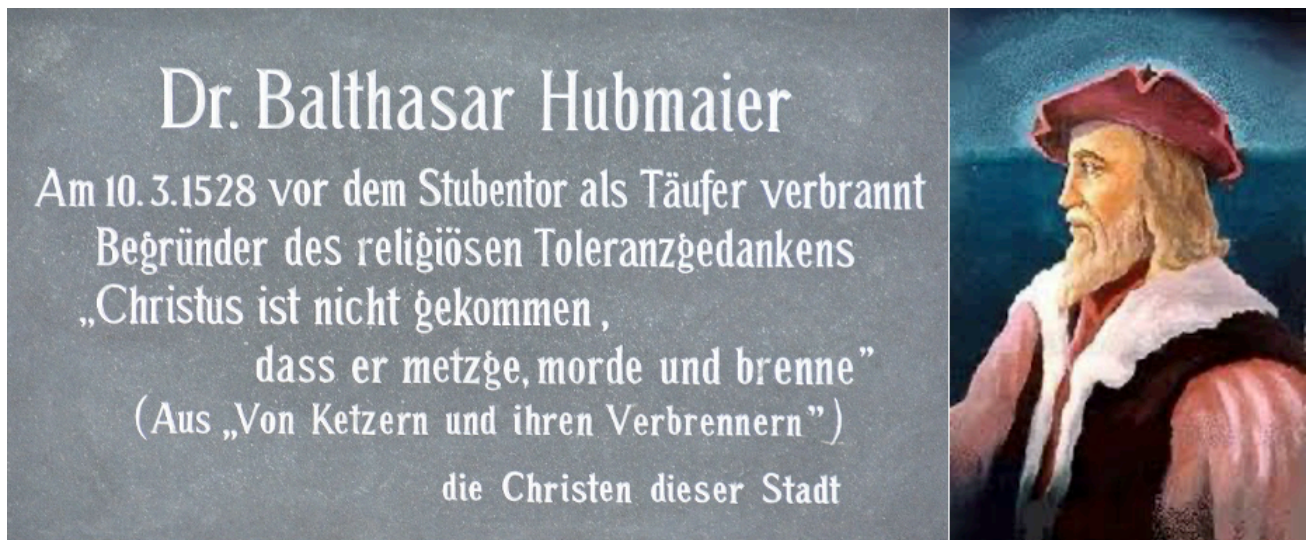 Dr. Balthasar Hubmaier
Am 10.3.1528 vor dem Stubentor als Täufer verbrannt
Begründer des religiösen Toleranzgedankens
„Christus ist nicht gekommen,
dass er metzge, morde und brenne”
(Aus „Von Ketzern und ihren Verbrennern”)
die Christen dieser Stadt